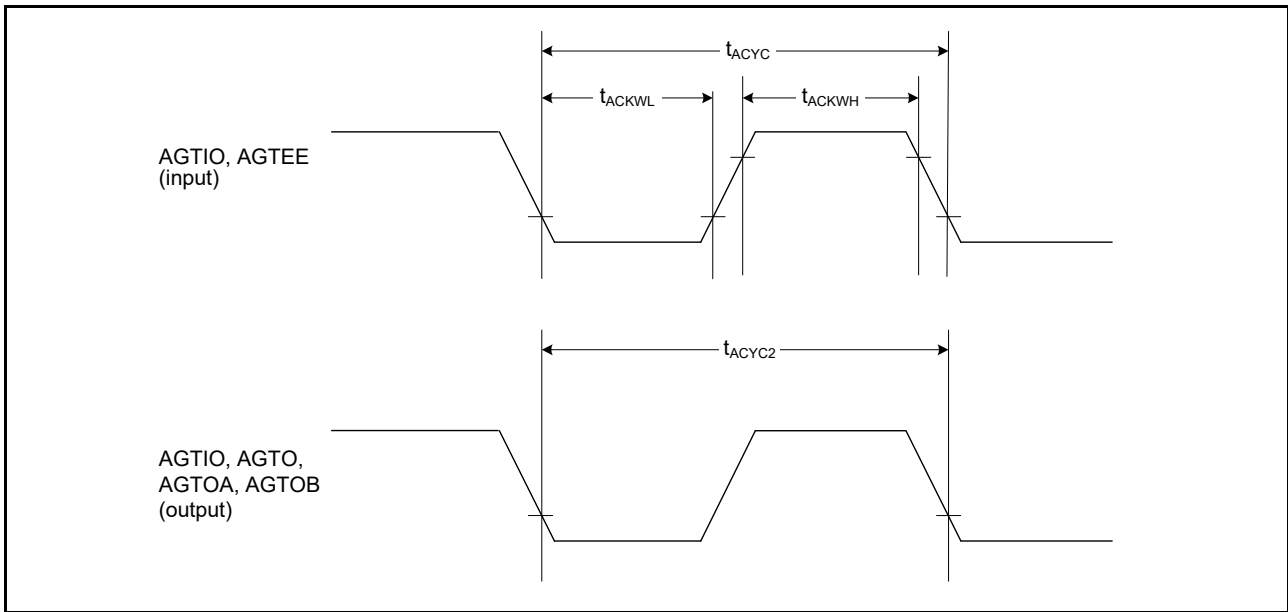 tACYC
tACKWL
tACKWH
AGTIO, AGTEE
(input)
tACYC2
AGTIO, AGTO,
AGTOA, AGTOB
(output)